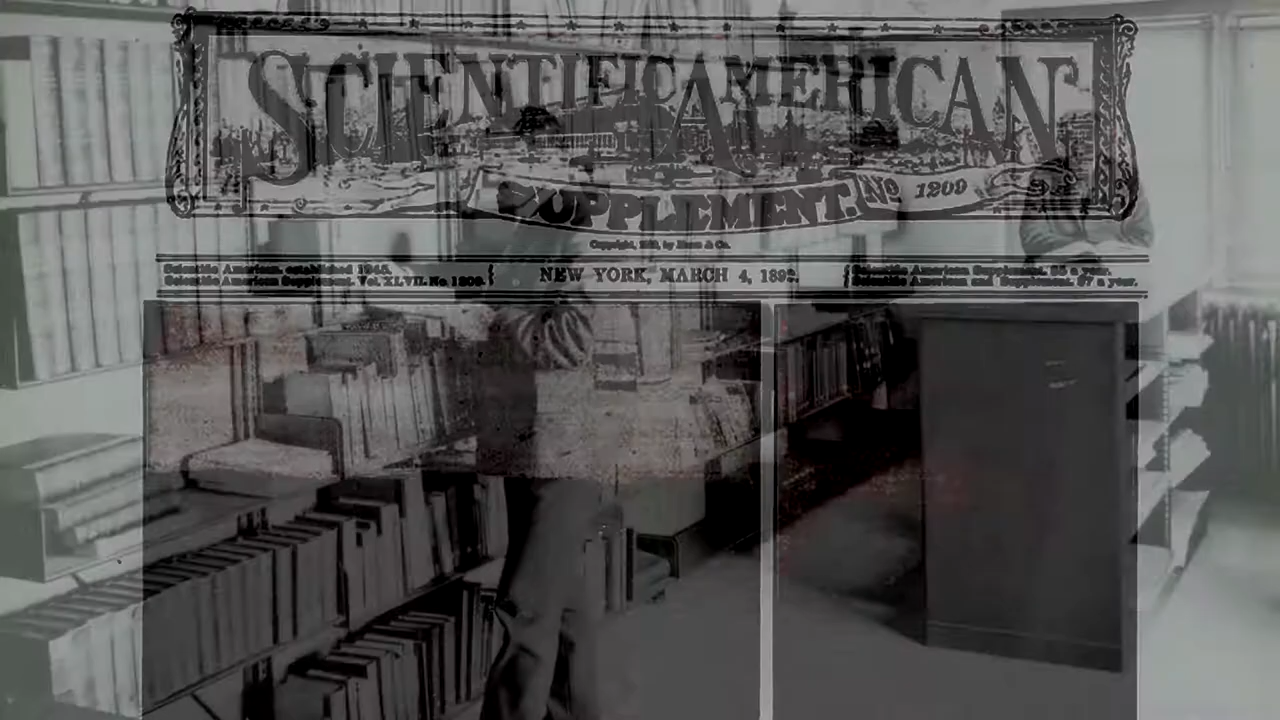 SCIENTIFIC AMERICAN
SUPPLEMENT. No 1209
Copyright, by Munn & Co.
Scientific American. established 1845.
Scientific American Supplement. Vol. XLVII. No. 1209.
NEW YORK, MARCH 4, 1899.
Scientific American Supplement. $5 a year.
Scientific American and Supplement. $7 a year.